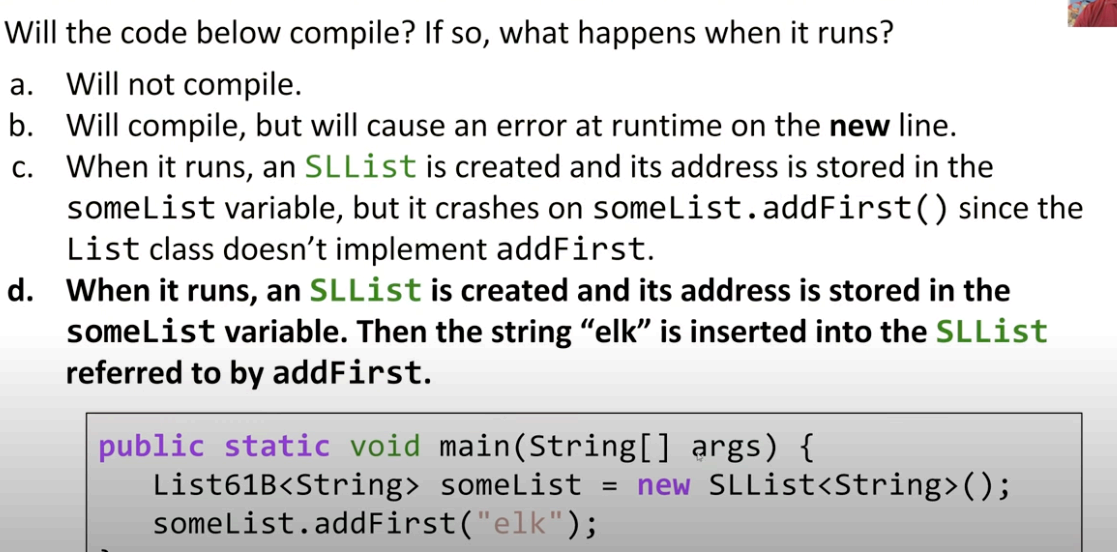 Will the code below compile? If so, what happens when it runs?
a. Will not compile.
b. Will compile, but will cause an error at runtime on the new line.
c. When it runs, an SLList is created and its address is stored in the
someList variable, but it crashes on someList.addFirst() since the
List class doesn’t implement addFirst.
d. When it runs, an SLList is created and its address is stored in the
someList variable. Then the string “elk” is inserted into the SLList
referred to by addFirst.
public static void main(String[] args) {
List61B<String> someList = new SLList<String>();
someList.addFirst("elk");